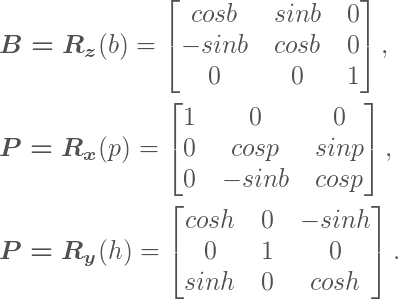 B = R_z(b) = [cosb sinb 0
-sinb cosb 0
0 0 1],
P = R_x(p) = [1 0 0
0 cosp sinp
0 -sinb cosp],
P = R_y(h) = [cosh 0 -sinh
0 1 0
sinh 0 cosh].